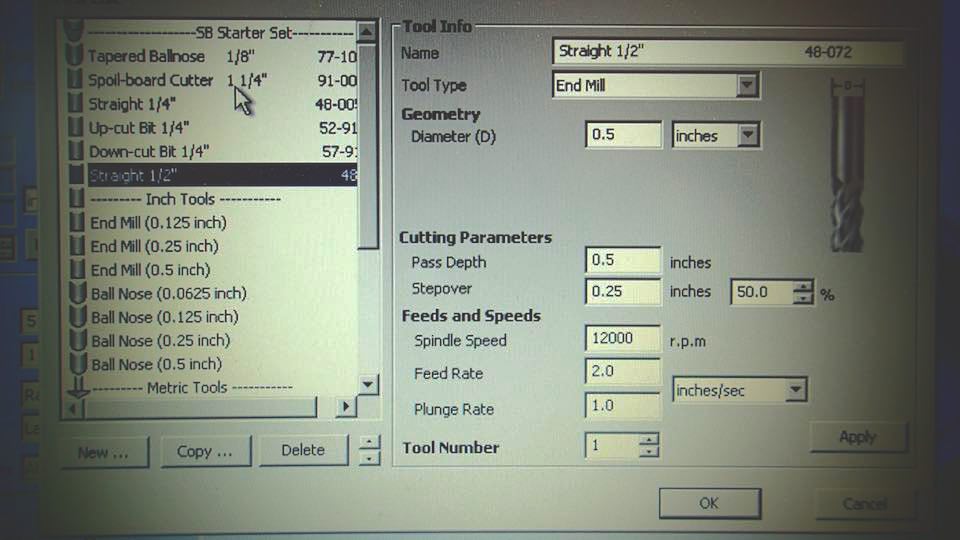 SB Starter Set
Tapered Ballnose 1/8" 77-10
Spoil-board Cutter 1 1/4" 91-00
Straight 1/4" 48-00
Up-cut Bit 1/4" 52-91
Down-cut Bit 1/4" 57-9
Straight 1/2" 48
--------- Inch Tools -----------
End Mill (0.125 inch)
End Mill (0.25 inch)
End Mill (0.5 inch)
Ball Nose (0.0625 inch)
Ball Nose (0.125 inch)
Ball Nose (0.25 inch)
Ball Nose (0.5 inch)
--------- Metric Tools -----------
New ... Copy ... Delete
Tool Info
Name Straight 1/2" 48-072
Tool Type End Mill
D
Geometry
Diameter (D) 0.5 inches
Cutting Parameters
Pass Depth 0.5 inches
Stepover 0.25 inches 50.0 %
Feeds and Speeds
Spindle Speed 12000 r.p.m
Feed Rate 2.0
inches/sec
Plunge Rate 1.0
Tool Number 1
Apply
OK Cancel